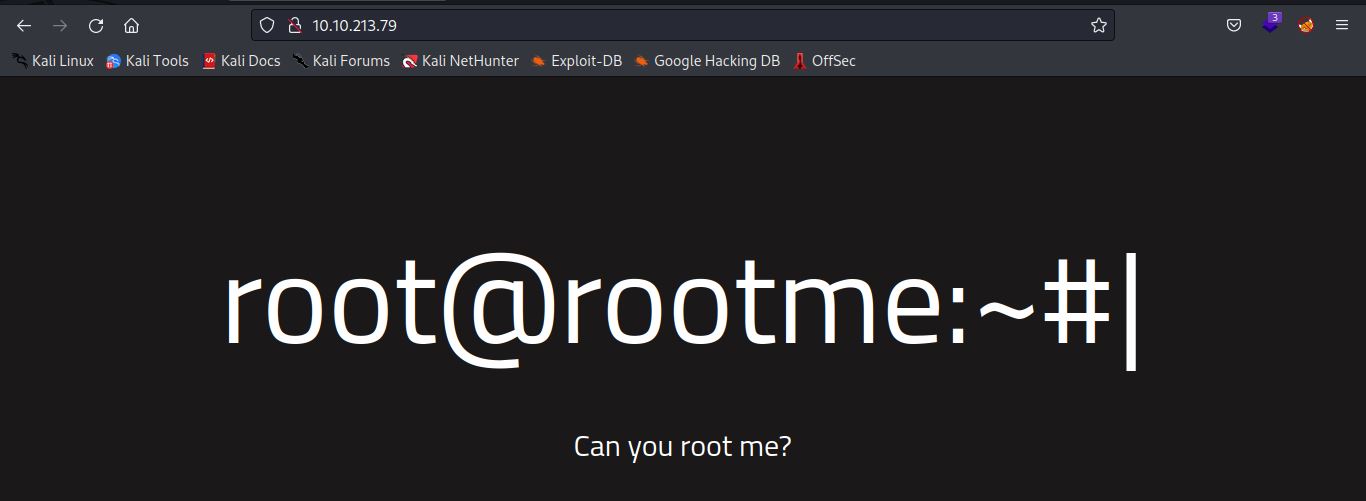 10.10.213.79
3
Kali Linux Kali Tools Kali Docs Kali Forums Kali NetHunter Exploit-DB Google Hacking DB OffSec
root@rootme:~#|
Can you root me?